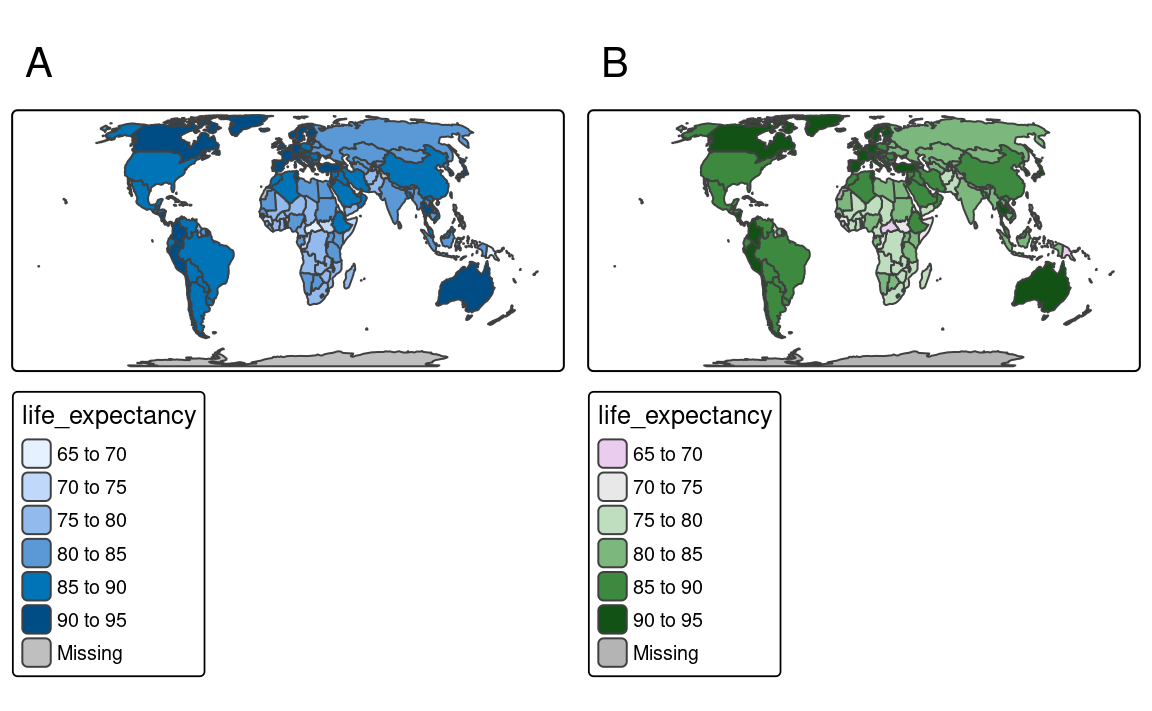 A
B
life_expectancy
65 to 70
70 to 75
75 to 80
80 to 85
85 to 90
90 to 95
Missing
life_expectancy
65 to 70
70 to 75
75 to 80
80 to 85
85 to 90
90 to 95
Missing